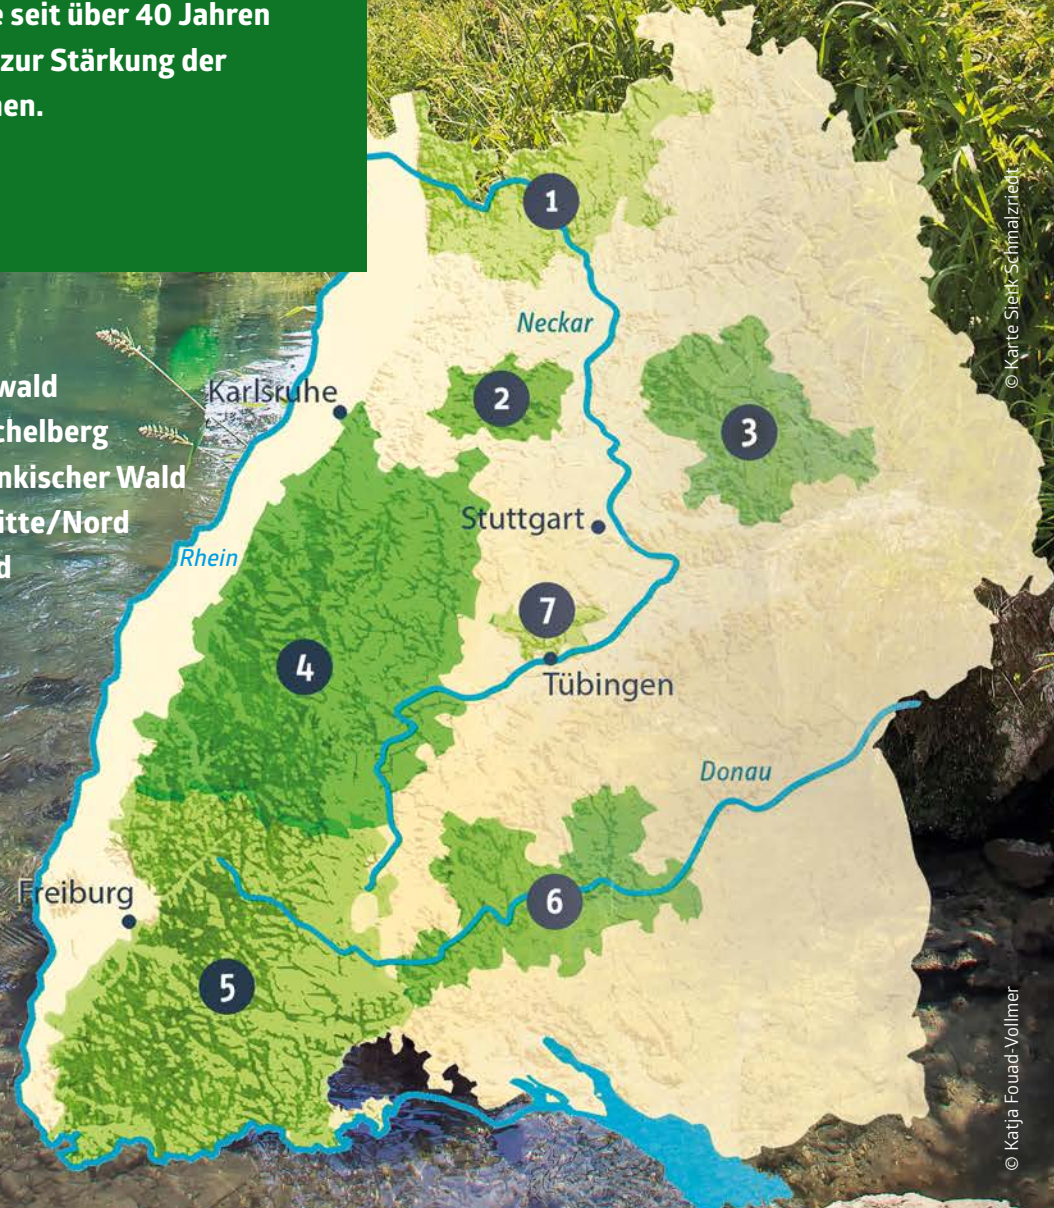 e seit über 40 Jahren
zur Stärkung der
nen.
1
Neckar
wald
Karlsruhe
2
chelberg
3
nkischer Wald
itte/Nord
Stuttgart
Rhein
d
7
4
Tübingen
Donau
Freiburg
6
5
© Karte Sierk Schmalzriedt
© Katja Fouad-Vollmer